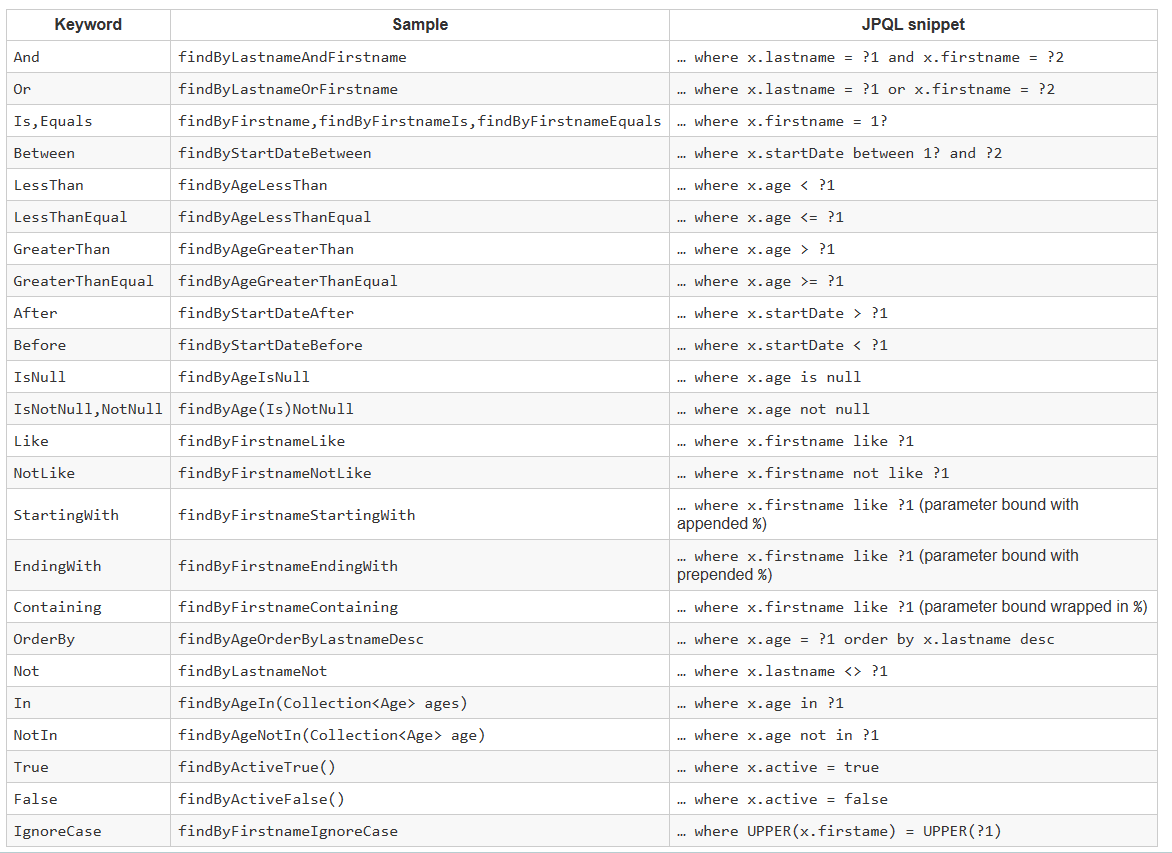 Keyword Sample JPQL snippet
And findByLastnameAndFirstname … where x.lastname = ?1 and x.firstname = ?2
Or findByLastnameOrFirstname … where x.lastname = ?1 or x.firstname = ?2
Is,Equals findByFirstname,findByFirstnameIs,findByFirstnameEquals … where x.firstname = 1?
Between findByStartDateBetween … where x.startDate between 1? and ?2
LessThan findByAgeLessThan … where x.age < ?1
LessThanEqual findByAgeLessThanEqual … where x.age <= ?1
GreaterThan findByAgeGreaterThan … where x.age > ?1
GreaterThanEqual findByAgeGreaterThanEqual … where x.age >= ?1
After findByStartDateAfter … where x.startDate > ?1
Before findByStartDateBefore … where x.startDate < ?1
IsNull findByAgeIsNull … where x.age is null
IsNotNull,NotNull findByAge(Is)NotNull … where x.age not null
Like findByFirstnameLike … where x.firstname like ?1
NotLike findByFirstnameNotLike … where x.firstname not like ?1
StartingWith findByFirstnameStartingWith … where x.firstname like ?1 (parameter bound with
appended %)
EndingWith findByFirstnameEndingWith … where x.firstname like ?1 (parameter bound with
prepended %)
Containing findByFirstnameContaining … where x.firstname like ?1 (parameter bound wrapped in %)
OrderBy findByAgeOrderByLastnameDesc … where x.age = ?1 order by x.lastname desc
Not findByLastnameNot … where x.lastname <> ?1
In findByAgeIn(Collection<Age> ages) … where x.age in ?1
NotIn findByAgeNotIn(Collection<Age> age) … where x.age not in ?1
True findByActiveTrue() … where x.active = true
False findByActiveFalse() … where x.active = false
IgnoreCase findByFirstnameIgnoreCase … where UPPER(x.firstame) = UPPER(?1)